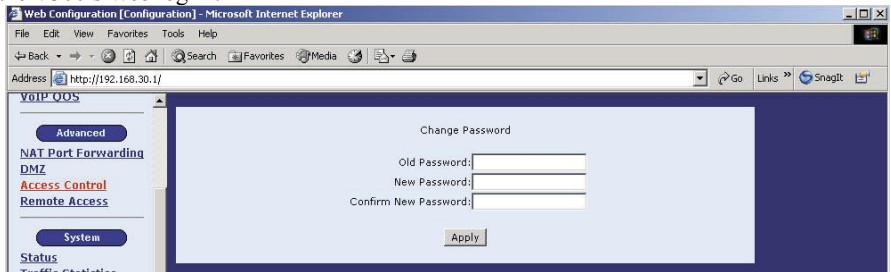 Web Configuration [Configuration] - Microsoft Internet Explorer
File Edit View Favorites Tools Help
Back Search Favorites Media
Address http://192.168.30.1/ Go Links » SnagIt
VoIP QOS
Advanced
NAT Port Forwarding
DMZ
Access Control
Remote Access
System
Status
Traffic Statistics
Change Password
Old Password:
New Password:
Confirm New Password:
Apply